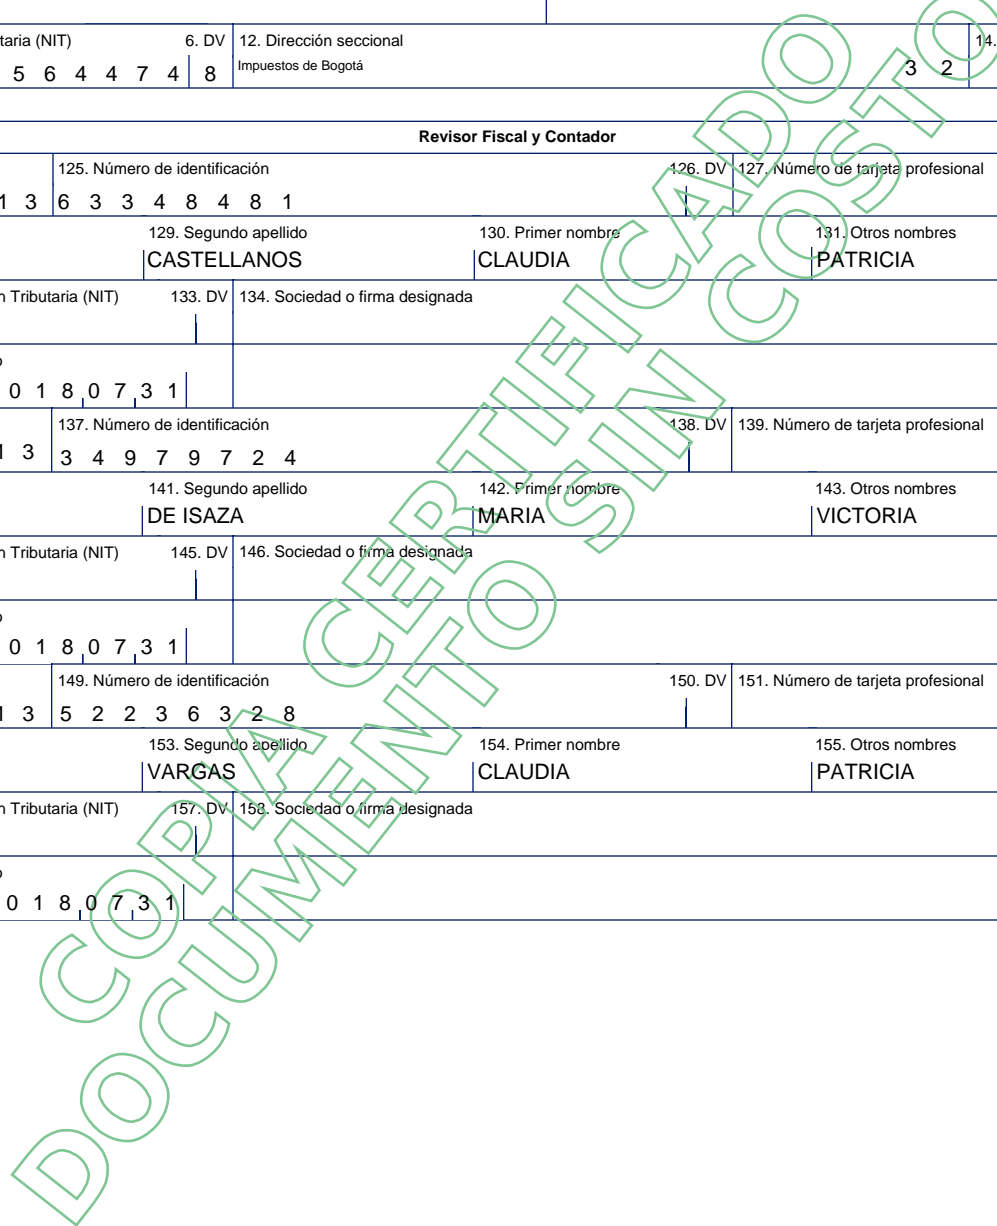 taria (NIT) 6. DV 12. Dirección seccional 14.
5 6 4 4 7 4 8 Impuestos de Bogotá 3 2
Revisor Fiscal y Contador
125. Número de identificación 126. DV 127. Número de tarjeta profesional
1 3 6 3 3 4 8 4 8 1
129. Segundo apellido 130. Primer nombre 131. Otros nombres
CASTELLANOS CLAUDIA PATRICIA
n Tributaria (NIT) 133. DV 134. Sociedad o firma designada
o
0 1 8 0 7 3 1
137. Número de identificación 138. DV 139. Número de tarjeta profesional
1 3 3 4 9 7 9 7 2 4
141. Segundo apellido 142. Primer nombre 143. Otros nombres
DE ISAZA MARIA VICTORIA
n Tributaria (NIT) 145. DV 146. Sociedad o firma designada
o
0 1 8 0 7 3 1
149. Número de identificación 150. DV 151. Número de tarjeta profesional
1 3 5 2 2 3 6 3 2 8
153. Segundo apellido 154. Primer nombre 155. Otros nombres
VARGAS CLAUDIA PATRICIA
n Tributaria (NIT) 157. DV 158. Sociedad o firma designada
o
0 1 8 0 7 3 1
COPIA CERTIFICADO
DOCUMENTO SIN COSTO